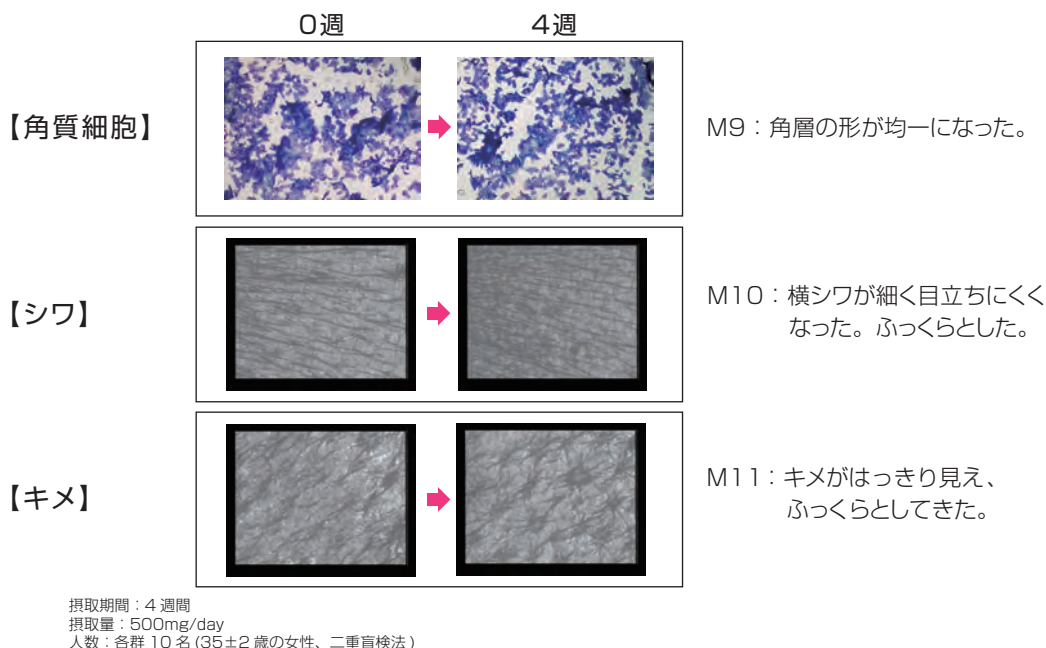 0週
4週
【角質細胞】
M9：角層の形が均一になった。
【シワ】
M10：横シワが細く目立ちにくく
なった。ふっくらとした。
【キメ】
M11：キメがはっきり見え、
ふっくらとしてきた。
摂取期間：4 週間
摂取量：500mg/day
人数：各群 10 名 (35±2 歳の女性、二重盲検法 )